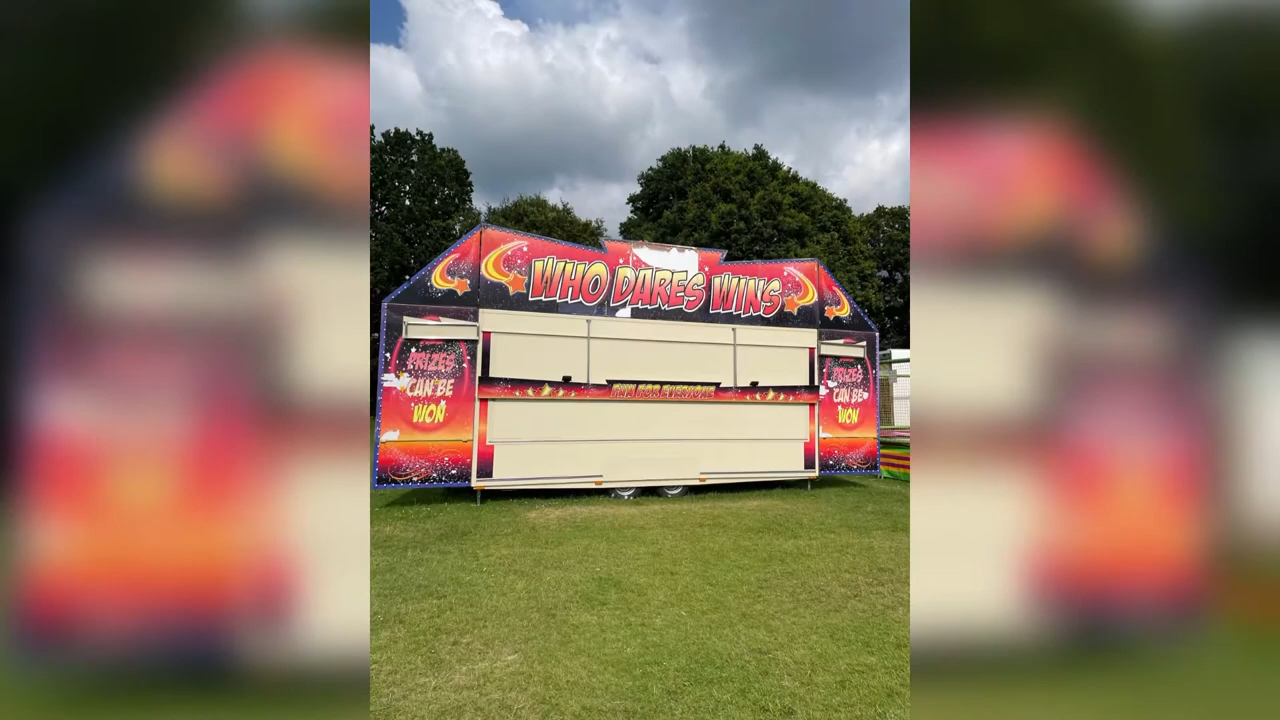 WHO DARES WINS
PRIZES
CAN BE
WON
FUN FOR EVERYONE
PRIZES
CAN BE
WON